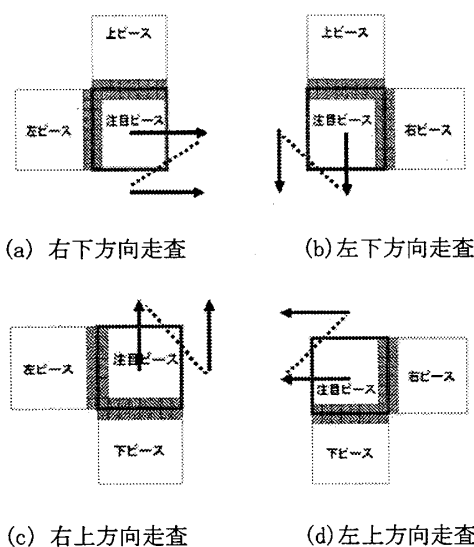 上ピース
左ピース
注目ピース
(a) 右下方向走査
上ピース
注目ピース
右ピース
(b)左下方向走査
左ピース
注目ピース
下ピース
(c) 右上方向走査
注目ピース
右ピース
下ピース
(d)左上方向走査